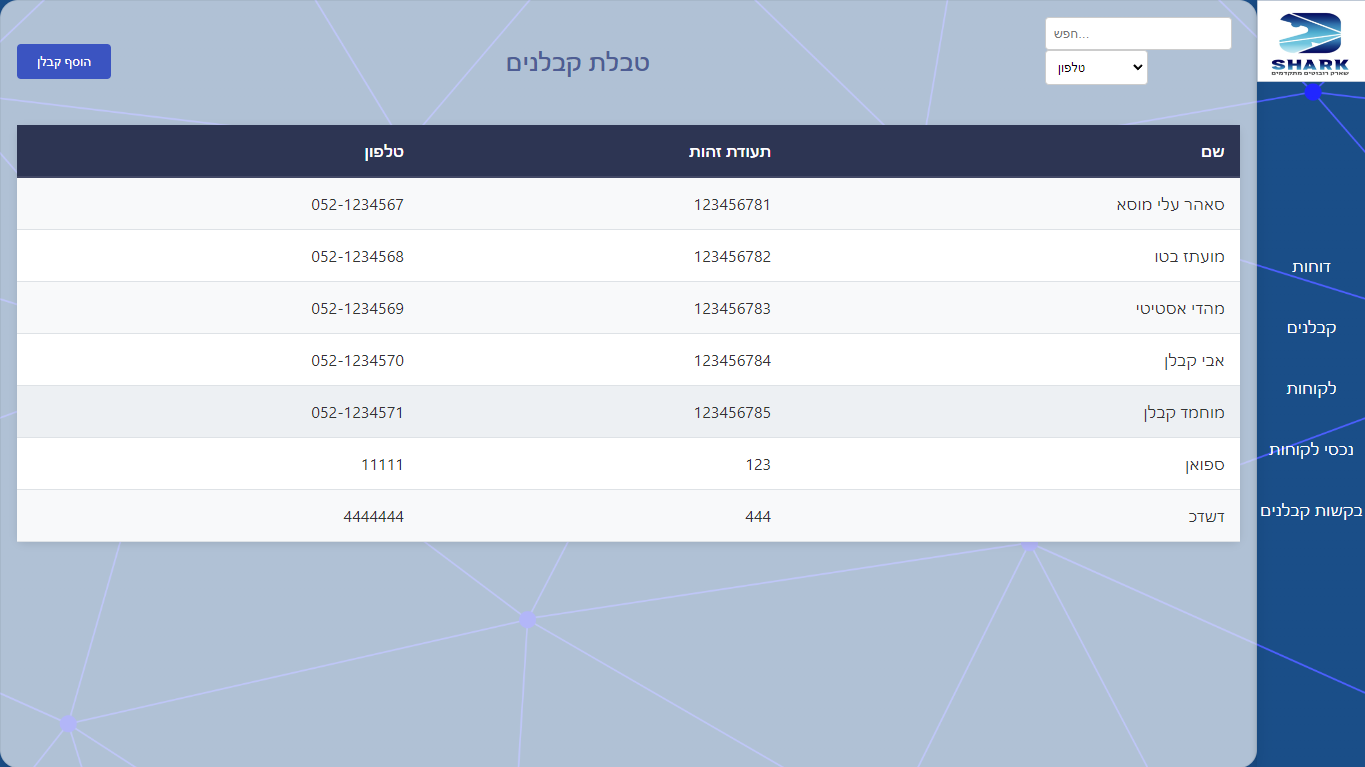 SHARK
שארק רובוטים מתקדמים
דוחות
קבלנים
לקוחות
נכסי לקוחות
בקשות קבלנים
חפש...
טלפון
טבלת קבלנים
הוסף קבלן
שם תעודת זהות טלפון
סאהר עלי מוסא 123456781 052-1234567
מועתז בטו 123456782 052-1234568
מהדי אסטיטי 123456783 052-1234569
אבי קבלן 123456784 052-1234570
מוחמד קבלן 123456785 052-1234571
ספואן 123 11111
דשדכ 444 4444444